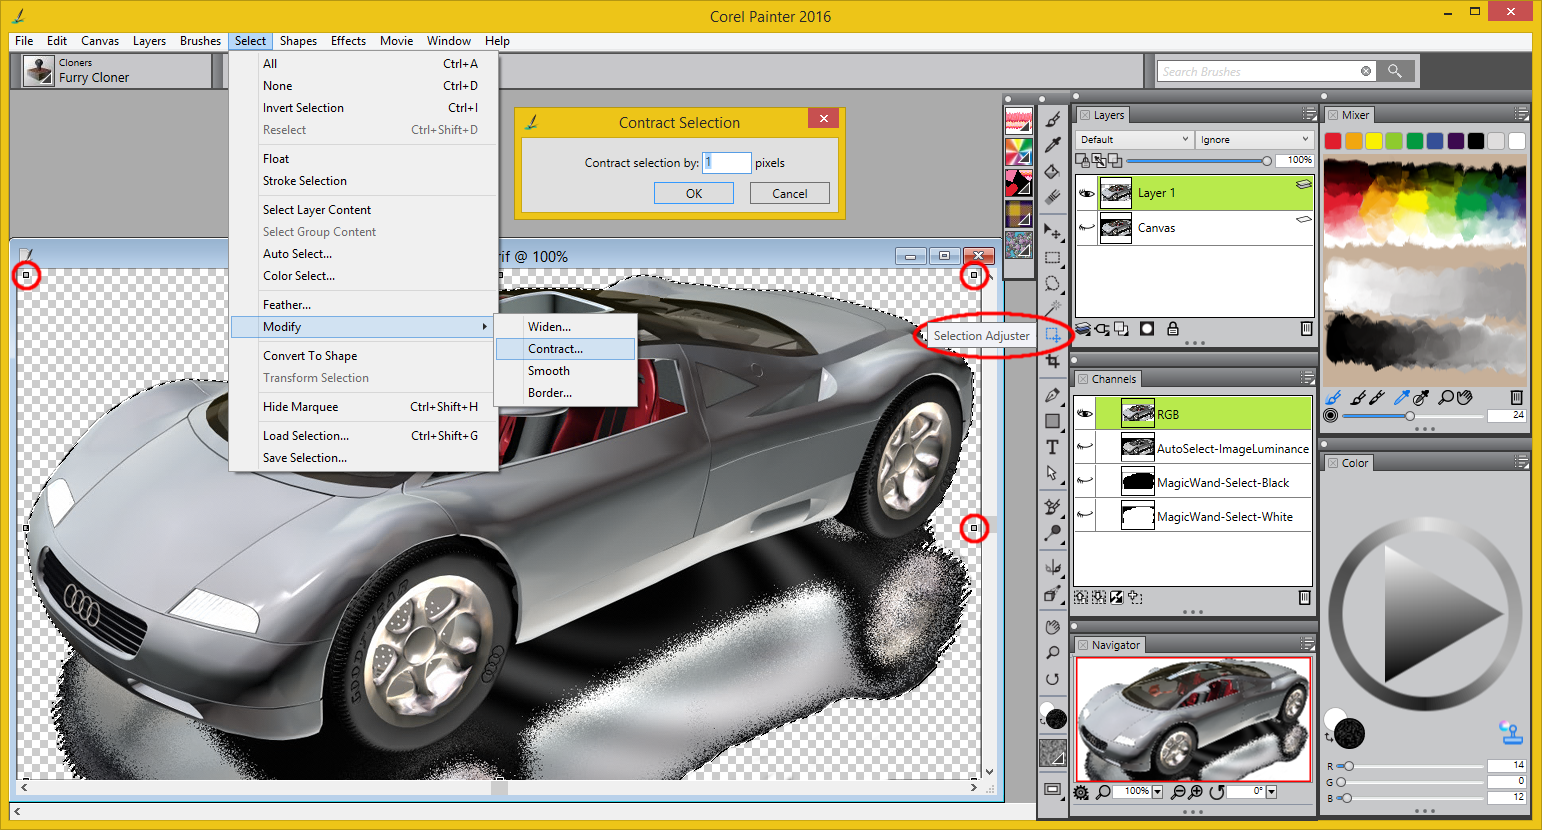 Corel Painter 2016
File Edit Canvas Layers Brushes Select Shapes Effects Movie Window Help
Cloners
Furry Cloner
Search Brushes
All Ctrl+A
None Ctrl+D
Invert Selection Ctrl+I
Reselect Ctrl+Shift+D
Float
Stroke Selection
Select Layer Content
Select Group Content
Auto Select...
Color Select...
Feather...
Modify
Convert To Shape
Transform Selection
Hide Marquee Ctrl+Shift+H
Load Selection... Ctrl+Shift+G
Save Selection...
Widen...
Contract...
Smooth
Border...
Contract Selection
Contract selection by: 1 pixels
OK Cancel
rif @ 100%
Selection Adjuster
T
Layers
Default Ignore
100%
Layer 1
Canvas
Channels
RGB
AutoSelect-ImageLuminance
MagicWand-Select-Black
MagicWand-Select-White
Navigator
100% 0°
Mixer
24
Color
R 14
G 0
B 12